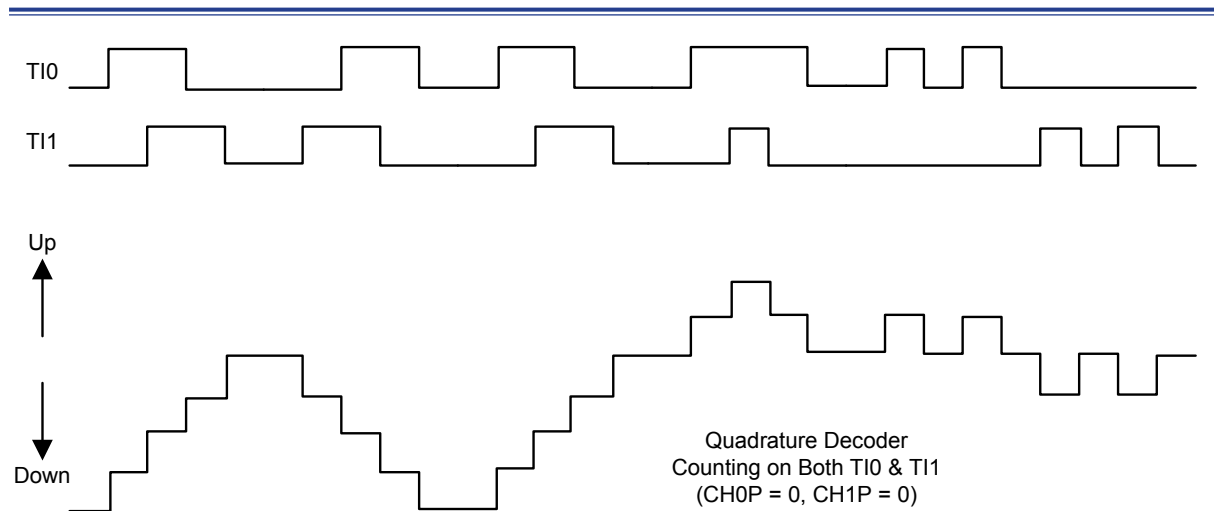 TI0
TI1
Up
Down
Quadrature Decoder
Counting on Both TI0 & TI1
(CH0P = 0, CH1P = 0)